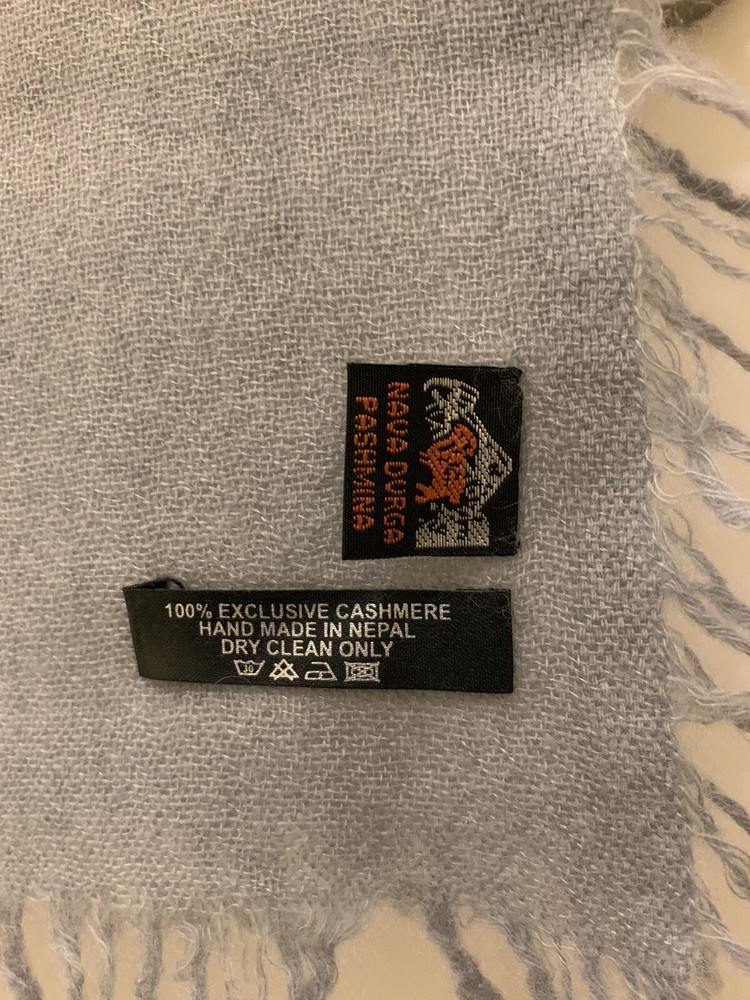 NAVA DURGA
PASHMINA
100% EXCLUSIVE CASHMERE
HAND MADE IN NEPAL
DRY CLEAN ONLY
30